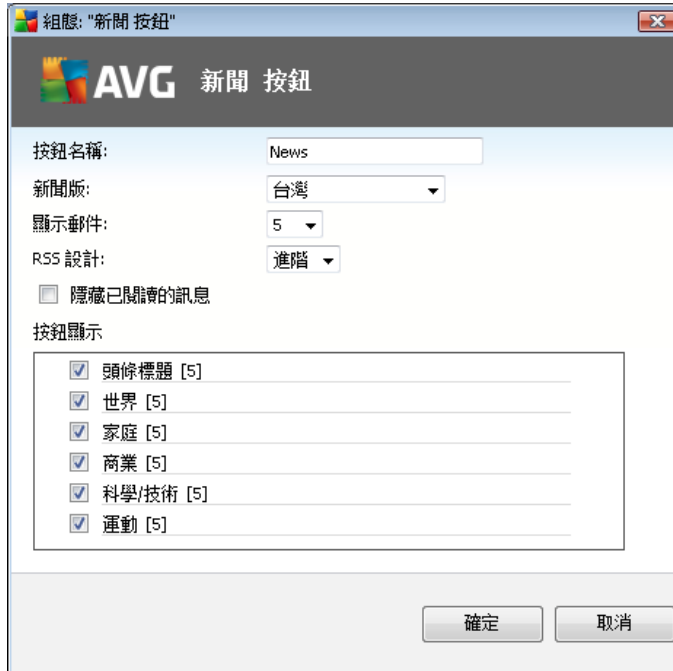 組態: "新聞 按鈕"
AVG 新聞 按鈕
按鈕名稱: News
新聞版: 台灣
顯示郵件: 5
RSS 設計: 進階
隱藏已閱讀的訊息
按鈕顯示
頭條標題 [5]
世界 [5]
家庭 [5]
商業 [5]
科學/技術 [5]
運動 [5]
確定 取消